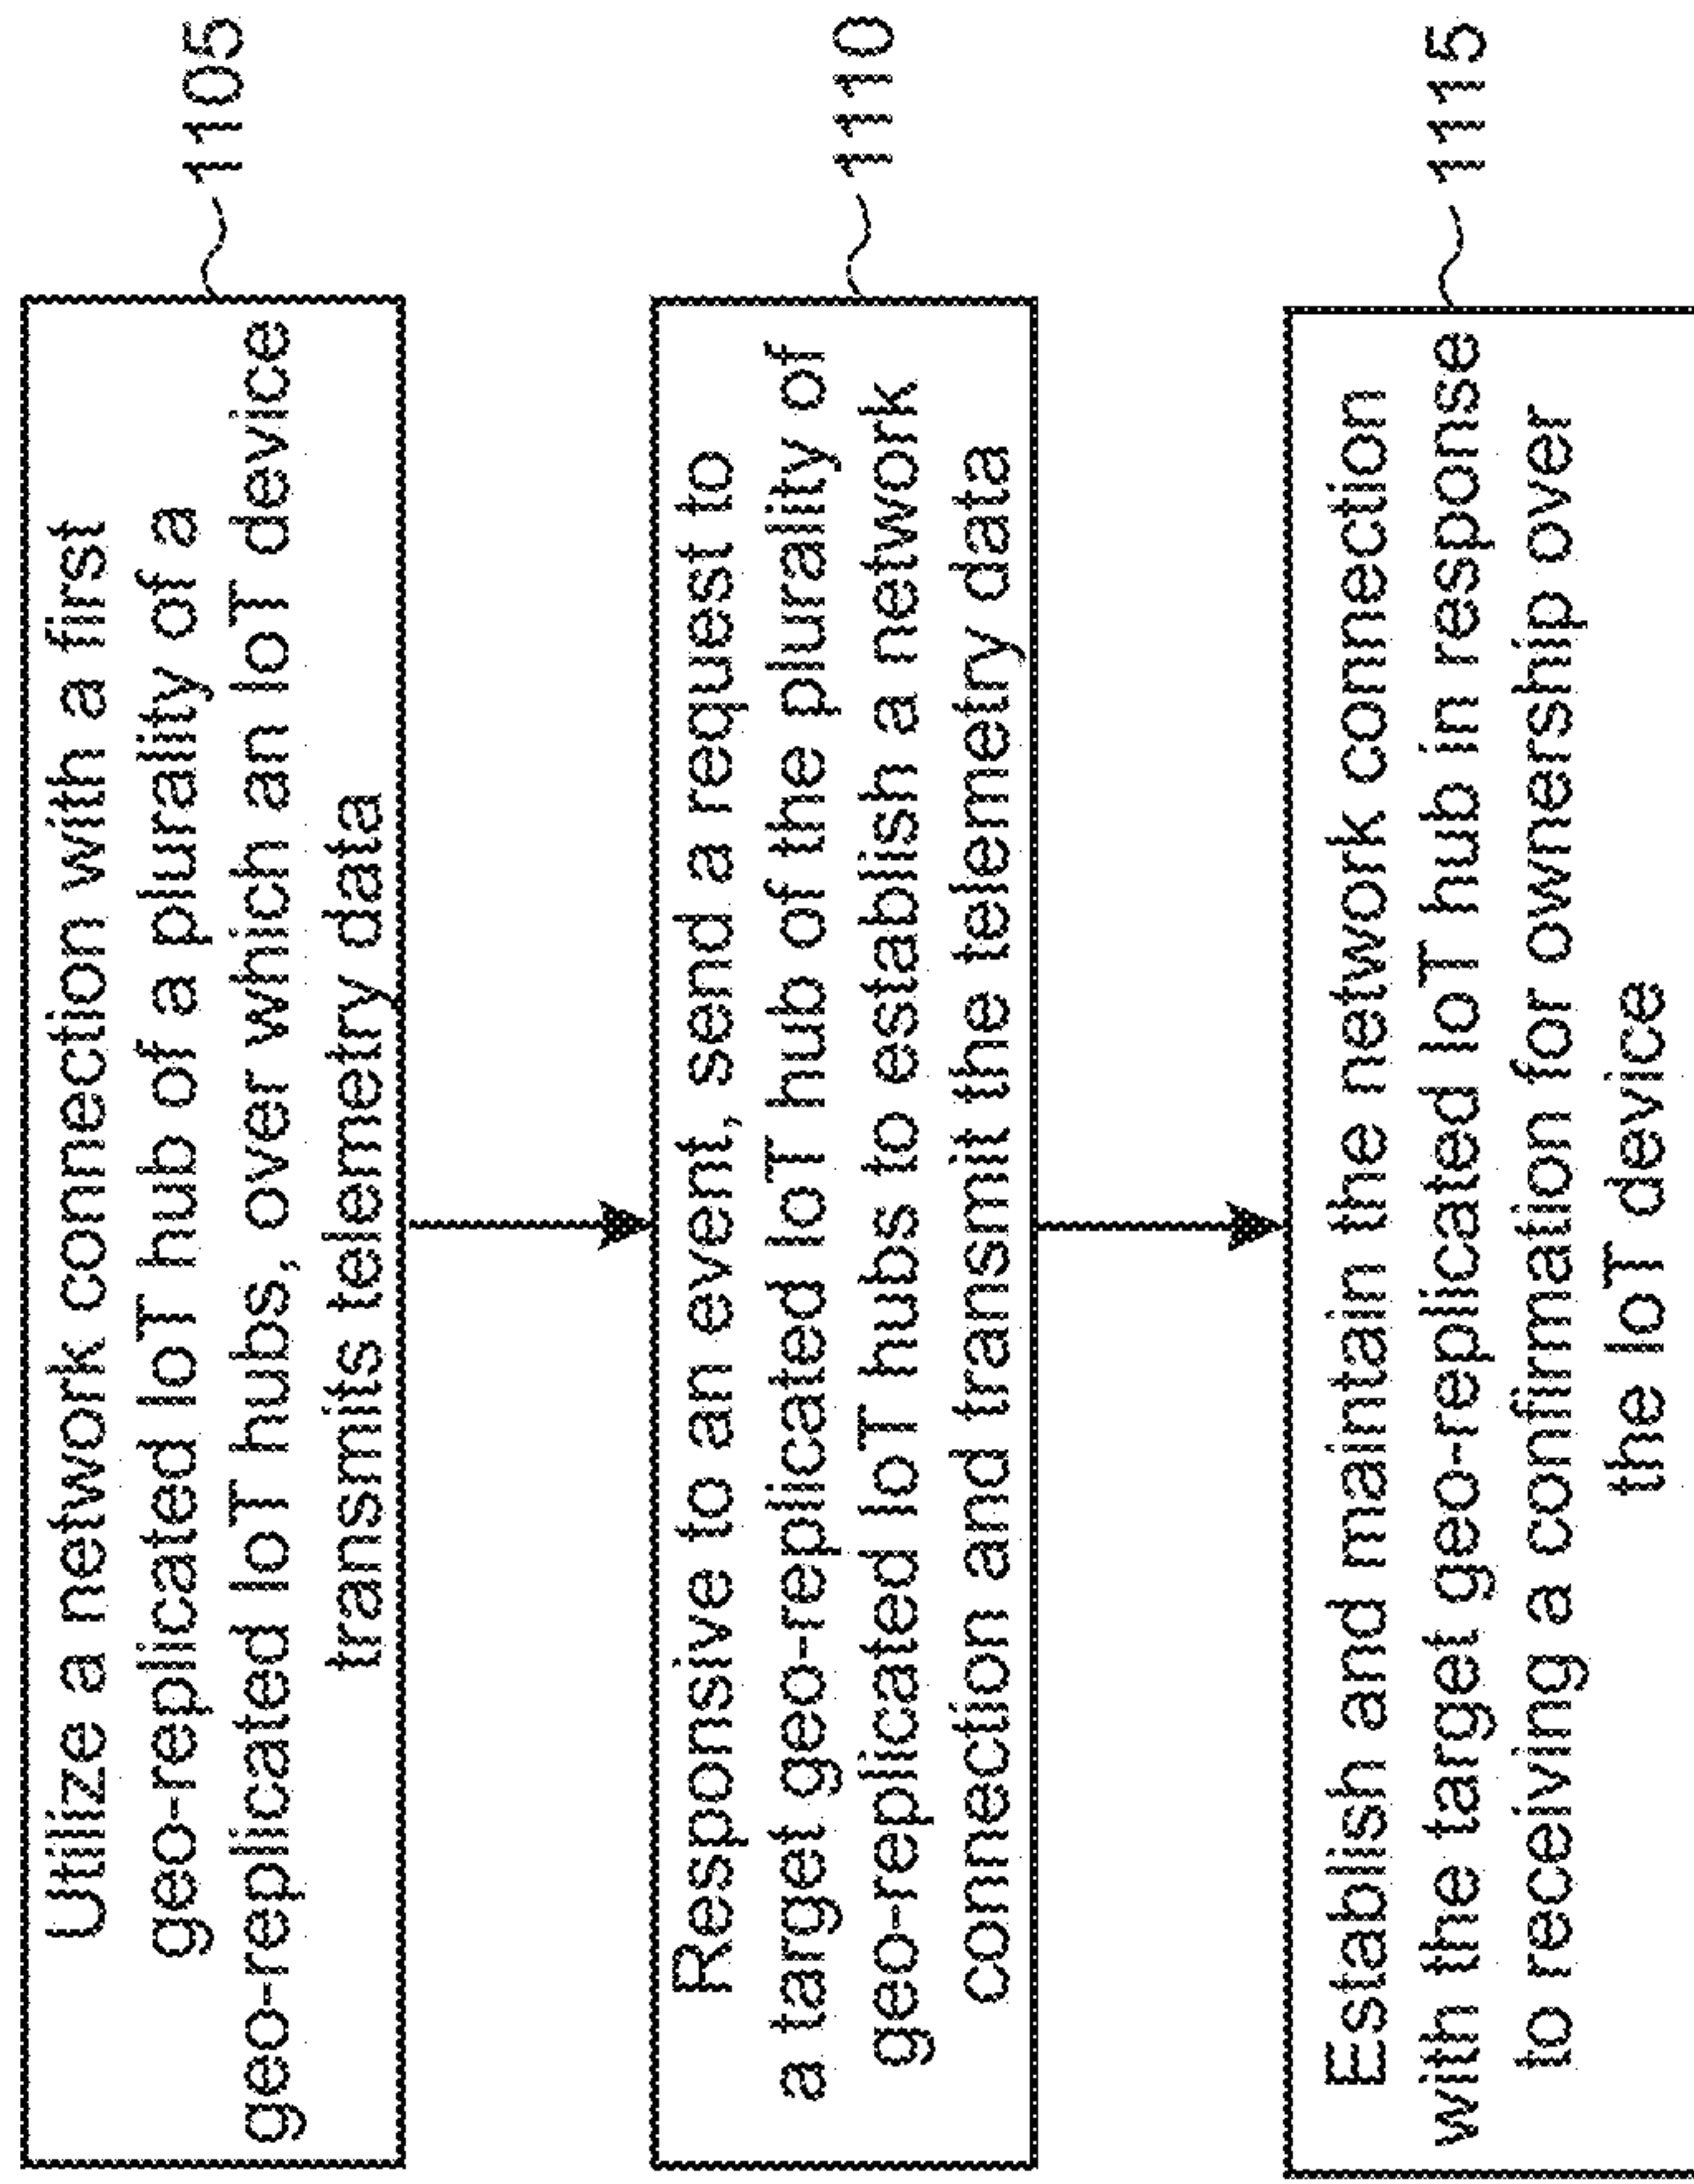 Utilize a network connection with a first
geo-replicated IoT hub of a plurality of a
geo-replicated IoT hubs, over which an IoT device
transmits telemetry data
1105
Responsive to an event, send a request to
a target geo-replicated IoT hub of the plurality of
geo-replicated IoT hubs to establish a network
connection and transmit the telemetry data
1110
Establish and maintain the network connection
with the target geo-replicated IoT hub in response
to receiving a confirmation for ownership over
the IoT device
1115